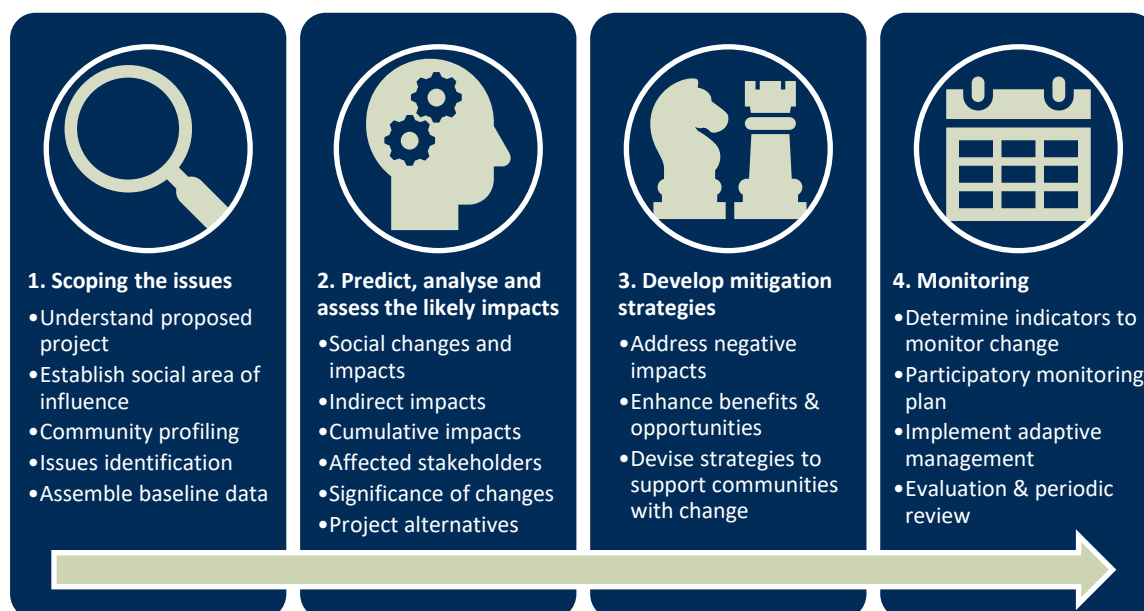 1. Scoping the issues
•Understand proposed
project
•Establish social area of
influence
•Community profiling
•Issues identification
•Assemble baseline data
2. Predict, analyse and
assess the likely impacts
•Social changes and
impacts
•Indirect impacts
•Cumulative impacts
•Affected stakeholders
•Significance of changes
•Project alternatives
3. Develop mitigation
strategies
•Address negative
impacts
•Enhance benefits &
opportunities
•Devise strategies to
support communities
with change
4. Monitoring
•Determine indicators to
monitor change
•Participatory monitoring
plan
•Implement adaptive
management
•Evaluation & periodic
review